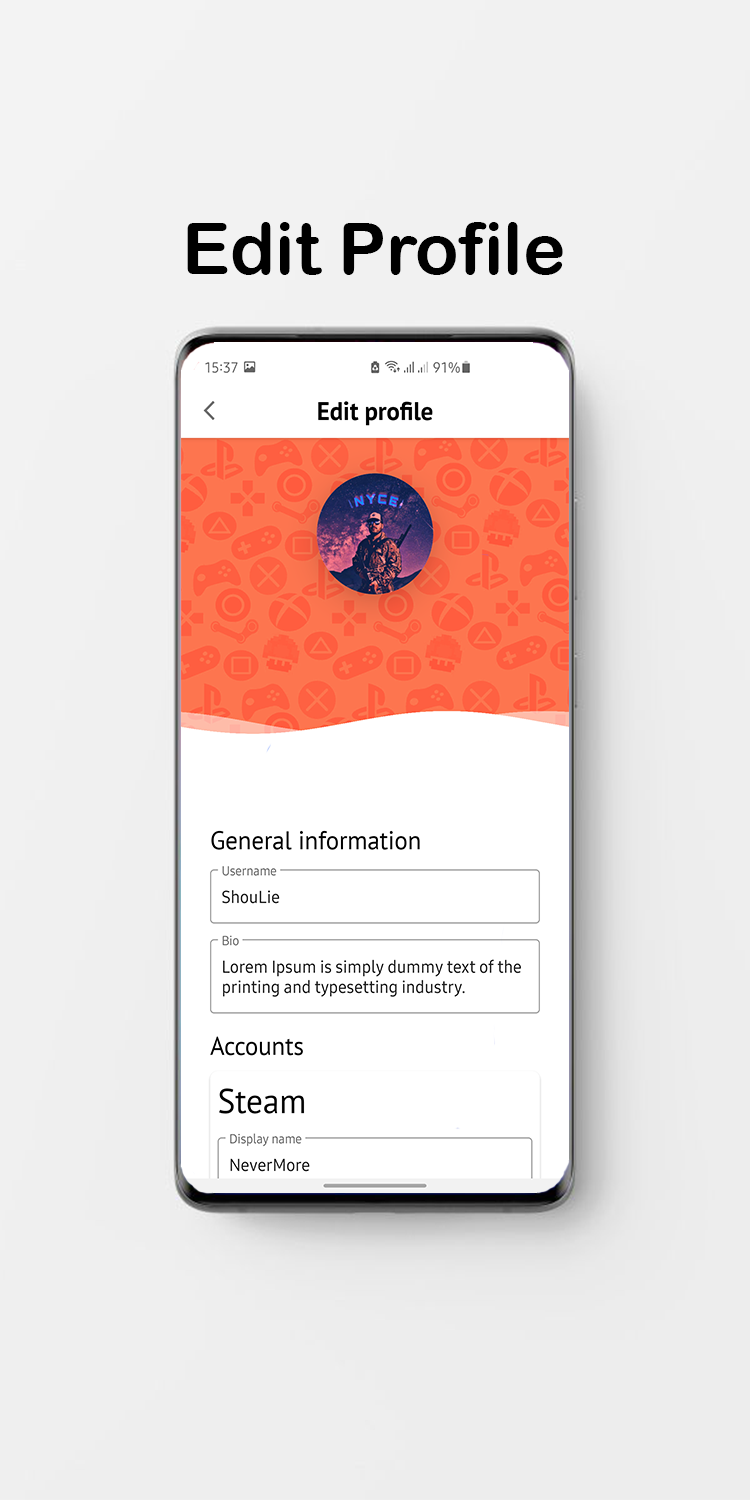 Edit Profile
15:37 91%
Edit profile
NYCE
General information
Username
ShouLie
Bio
Lorem Ipsum is simply dummy text of the
printing and typesetting industry.
Accounts
Steam
Display name
NeverMore